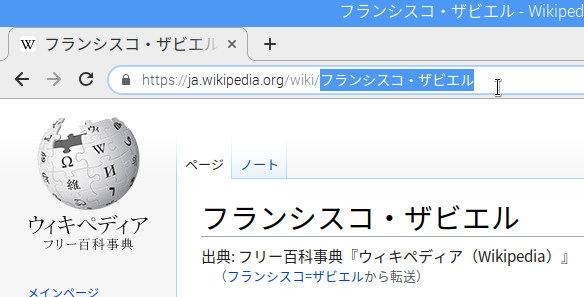 フランシスコ・ザビエル - Wikiped
フランシスコ・ザビエル
https://ja.wikipedia.org/wiki/フランシスコ・ザビエル
ページ
ノート
ウィキペディア
フリー百科事典
フランシスコ・ザビエル
出典: フリー百科事典『ウィキペディア（Wikipedia）』
（フランシスコ=ザビエルから転送）
メインページ